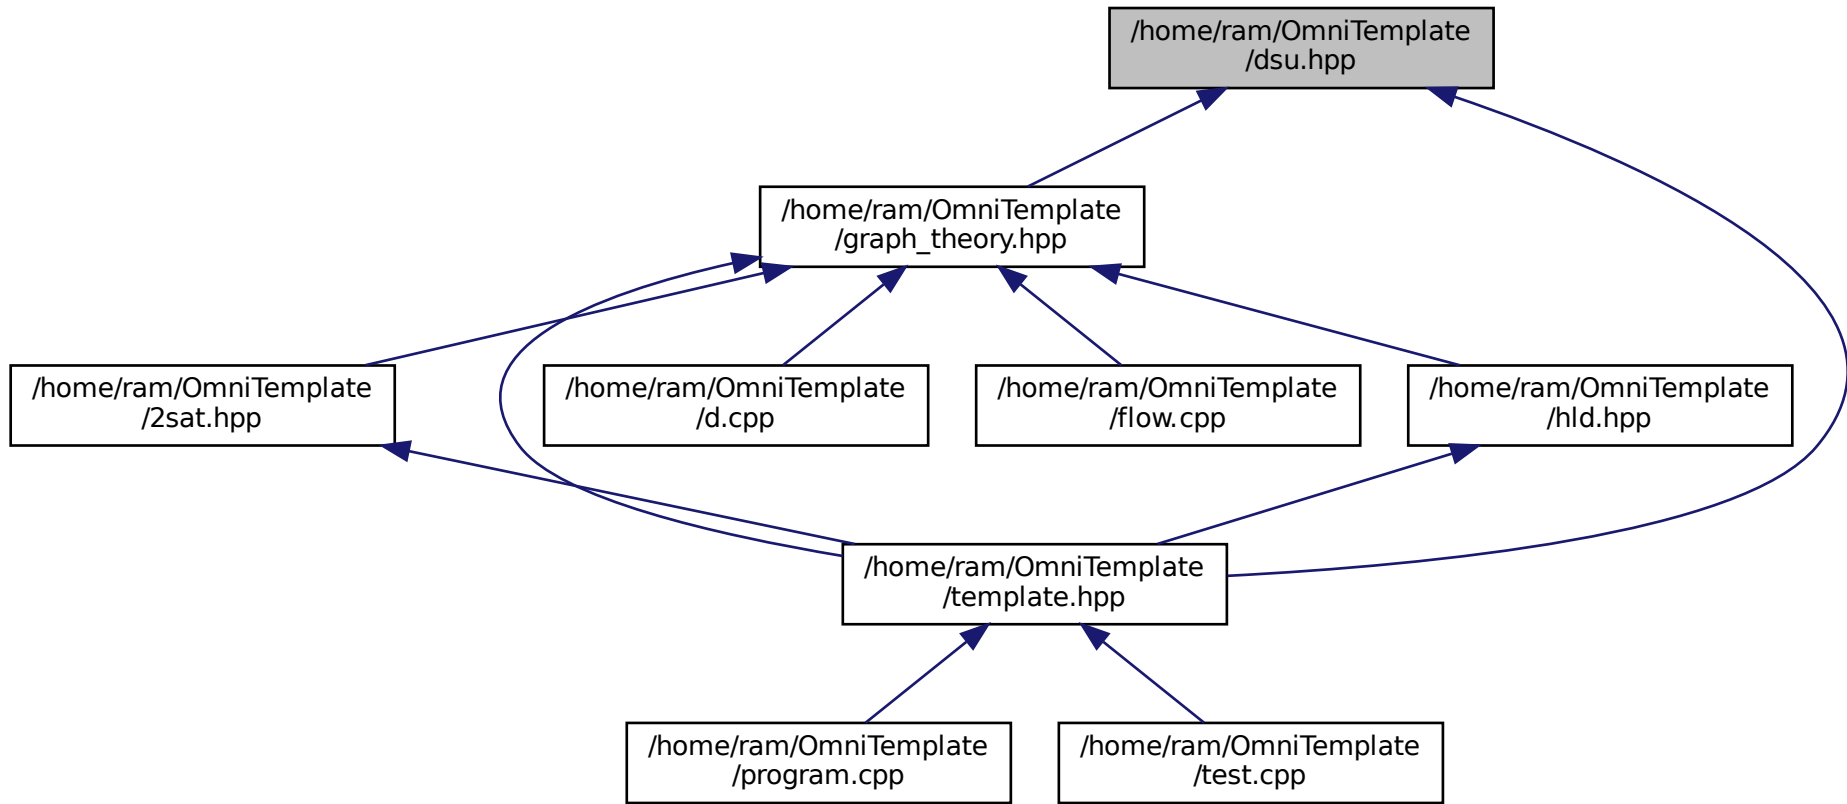 /home/ram/OmniTemplate
/dsu.hpp
/home/ram/OmniTemplate
/graph_theory.hpp
/home/ram/OmniTemplate
/2sat.hpp
/home/ram/OmniTemplate
/d.cpp
/home/ram/OmniTemplate
/flow.cpp
/home/ram/OmniTemplate
/hld.hpp
/home/ram/OmniTemplate
/template.hpp
/home/ram/OmniTemplate
/program.cpp
/home/ram/OmniTemplate
/test.cpp